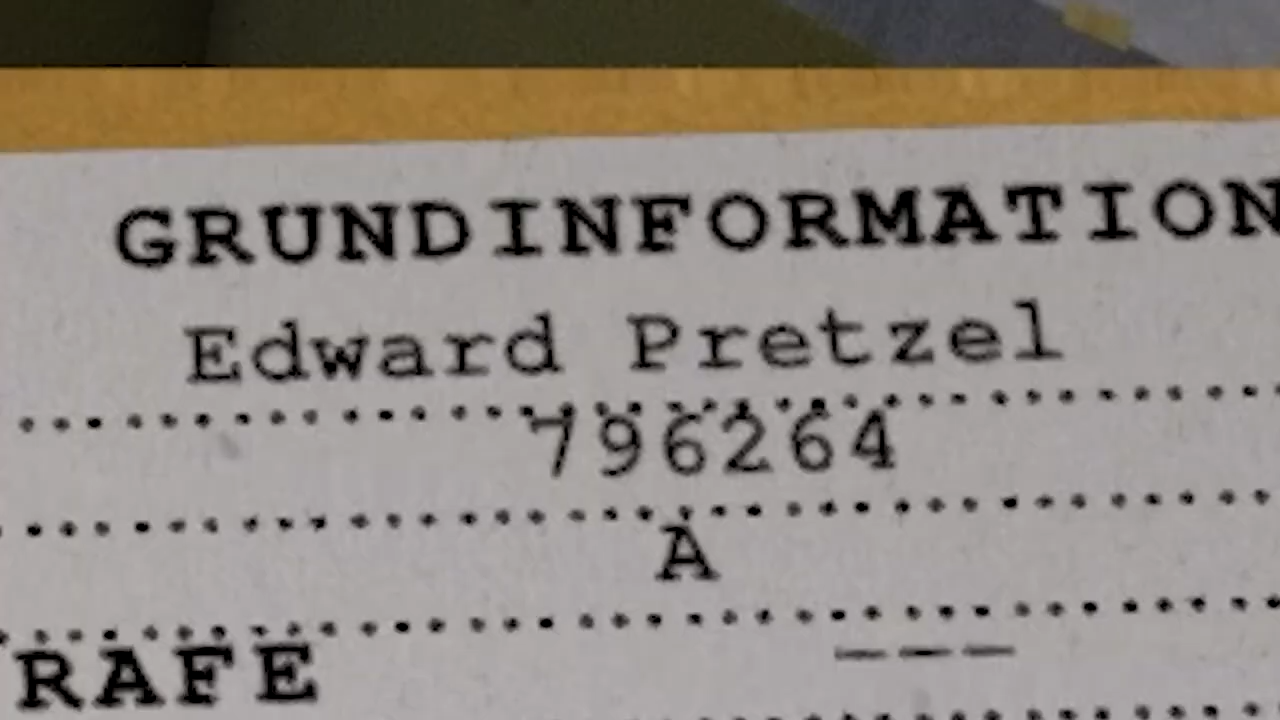 GRUNDINFORMATION
Edward Pretzel
796264
A
RAFE
---